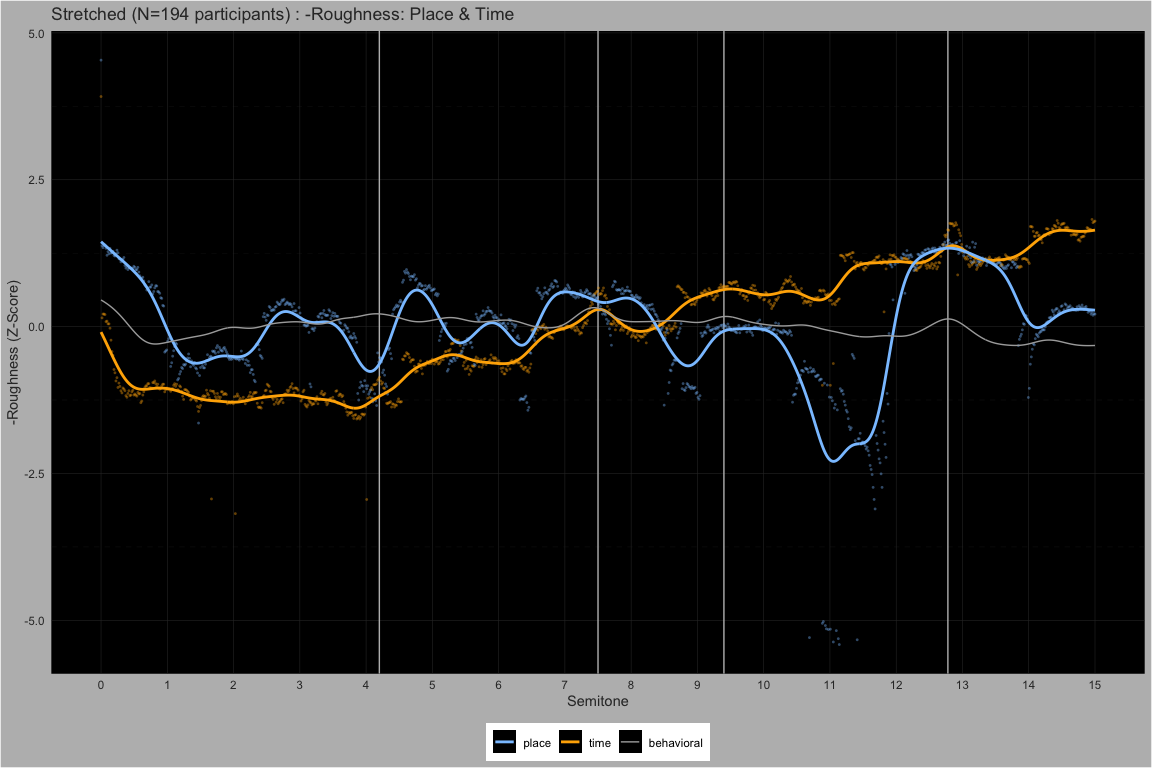 Stretched (N=194 participants) : -Roughness: Place & Time
-Roughness (Z-Score)
5.0
2.5
0.0
-2.5
-5.0
0 1 2 3 4 5 6 7 8 9 10 11 12 13 14 15
Semitone
place time behavioral